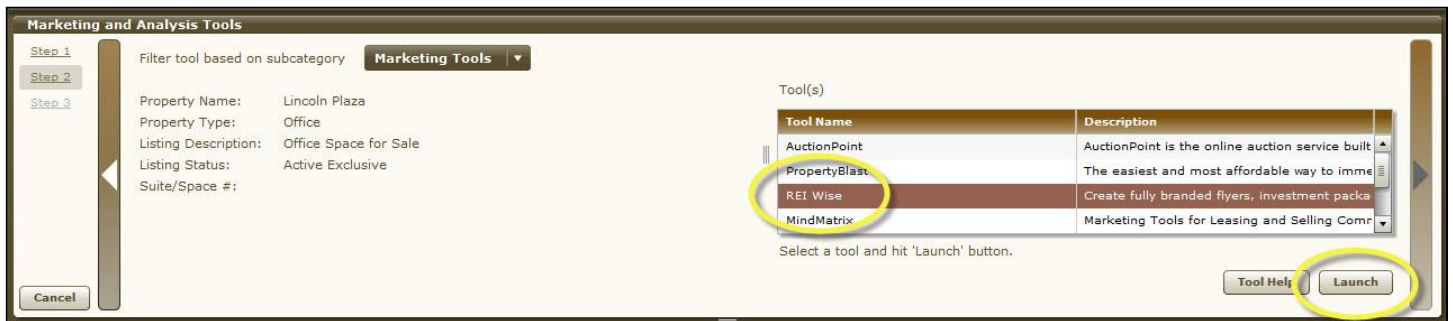 Marketing and Analysis Tools
Step 1
Step 2
Step 3
Cancel
Filter tool based on subcategory Marketing Tools
Property Name: Lincoln Plaza
Property Type: Office
Listing Description: Office Space for Sale
Listing Status: Active Exclusive
Suite/Space #:
Tool(s)
Tool Name Description
AuctionPoint AuctionPoint is the online auction service built
PropertyBlast The easiest and most affordable way to imme
REI Wise Create fully branded flyers, investment packa
MindMatrix Marketing Tools for Leasing and Selling Comr
Select a tool and hit 'Launch' button.
Tool Help Launch